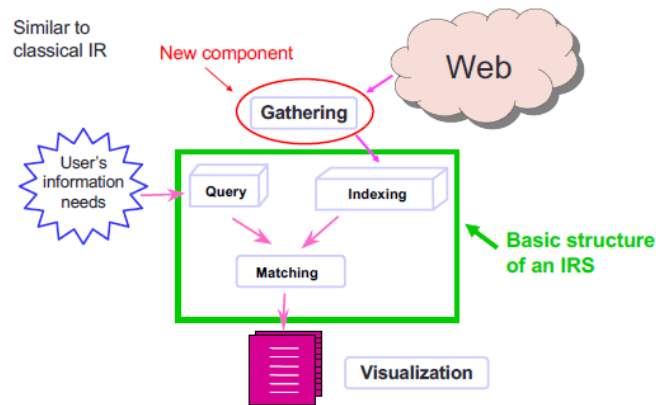 Similar to
classical IR
New component
Web
Gathering
User's
information
needs
Query
Indexing
Basic structure
of an IRS
Matching
Visualization